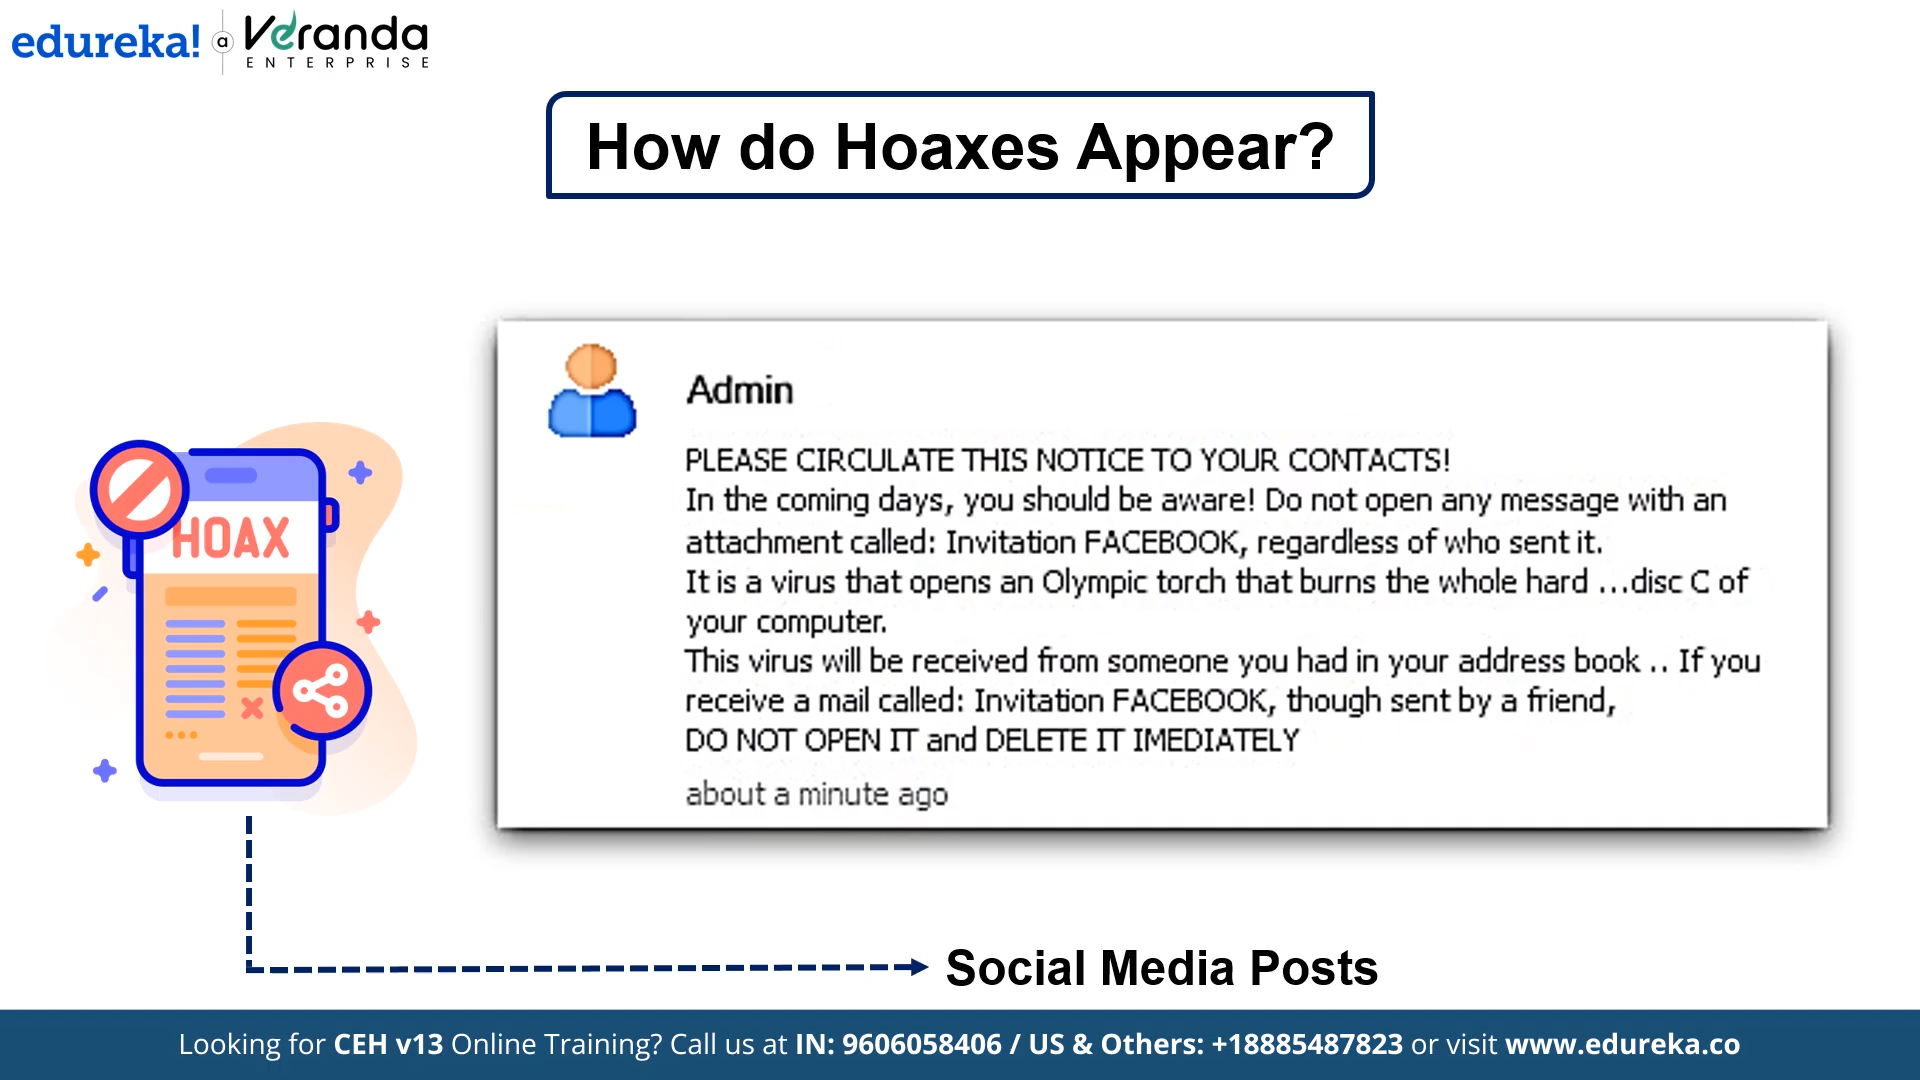 edureka! a Veranda
ENTERPRISE
How do Hoaxes Appear?
Admin
PLEASE CIRCULATE THIS NOTICE TO YOUR CONTACTS!
In the coming days, you should be aware! Do not open any message with an
attachment called: Invitation FACEBOOK, regardless of who sent it.
It is a virus that opens an Olympic torch that burns the whole hard ...disc C of
your computer.
This virus will be received from someone you had in your address book .. If you
receive a mail called: Invitation FACEBOOK, though sent by a friend,
DO NOT OPEN IT and DELETE IT IMEDIATELY
about a minute ago
HOAX
Social Media Posts
Looking for CEH v13 Online Training? Call us at IN: 9606058406 / US & Others: +18885487823 or visit www.edureka.co